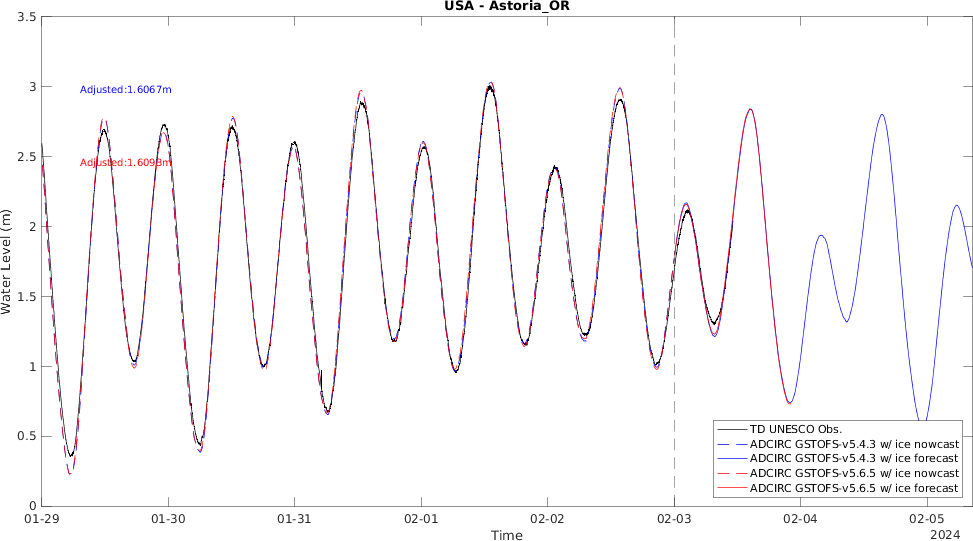 USA - Astoria_OR
3.5
3
2.5
2
1.5
1
0.5
0
Water Level (m)
Adjusted:1.6067m
Adjusted:1.6093m
TD UNESCO Obs.
ADCIRC GSTOFS-v5.4.3 w/ ice nowcast
ADCIRC GSTOFS-v5.4.3 w/ ice forecast
ADCIRC GSTOFS-v5.6.5 w/ ice nowcast
ADCIRC GSTOFS-v5.6.5 w/ ice forecast
01-29 01-30 01-31 02-01 02-02 02-03 02-04 02-05
Time
2024